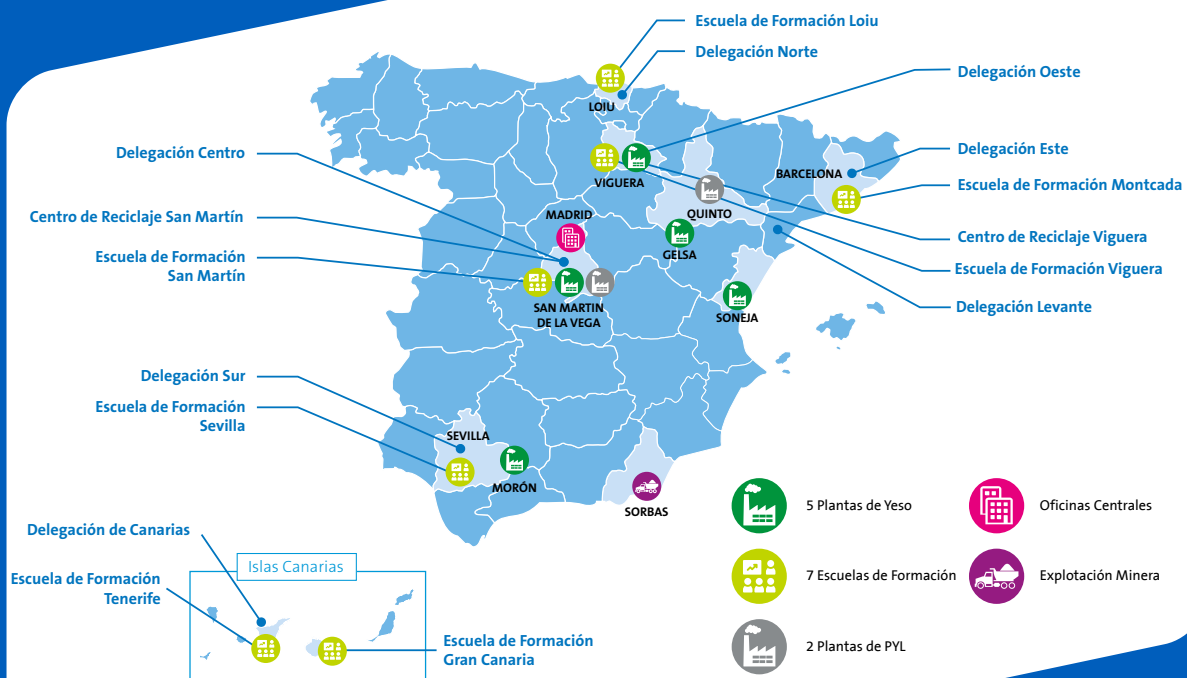 Escuela de Formación Loiu
Delegación Norte
Delegación Oeste
LOIU
Delegación Centro
Delegación Este
VIGUERA
BARCELONA
Escuela de Formación Montcada
Centro de Reciclaje San Martín
MADRID
QUINTO
Centro de Reciclaje Viguera
Escuela de Formación
San Martín
GELSA
Escuela de Formación Viguera
SAN MARTIN
DE LA VEGA
SONEJA
Delegación Levante
Delegación Sur
Escuela de Formación
Sevilla
SEVILLA
MORÓN
SORBAS
5 Plantas de Yeso
Oficinas Centrales
7 Escuelas de Formación
Explotación Minera
2 Plantas de PYL
Delegación de Canarias
Islas Canarias
Escuela de Formación
Tenerife
Escuela de Formación
Gran Canaria